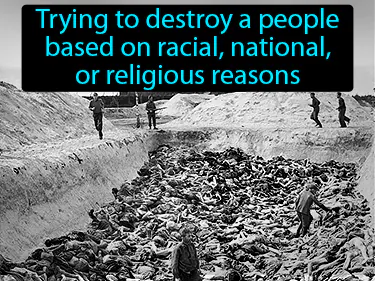 Trying to destroy a people
based on racial, national,
or religious reasons